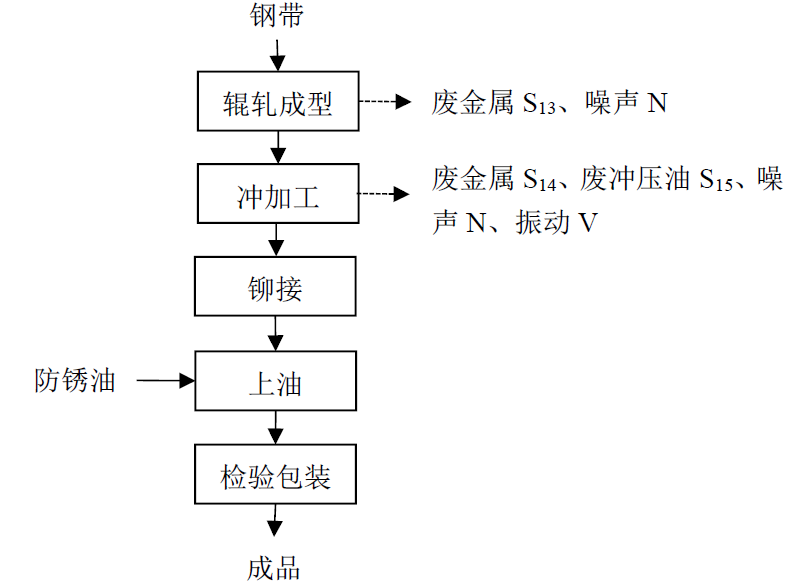 钢带
辊轧成型
废金属 S13、噪声 N
冲加工
废金属 S14、废冲压油 S15、噪
声 N、振动 V
铆接
防锈油
上油
检验包装
成品